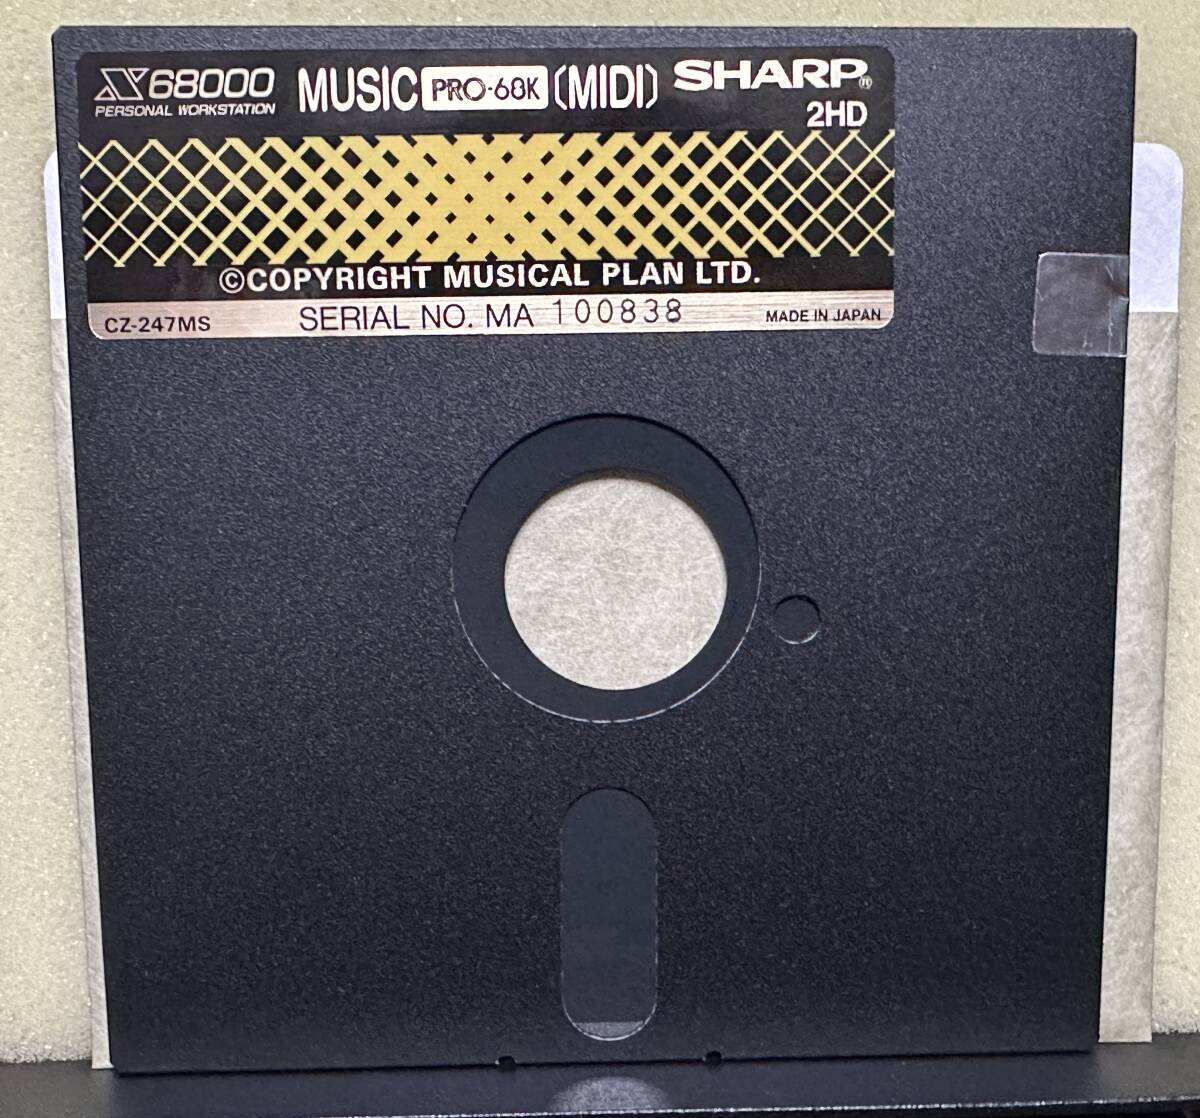 X68000 MUSIC PRO-68K (MIDI) SHARP®
PERSONAL WORKSTATION
2HD
©COPYRIGHT MUSICAL PLAN LTD.
CZ-247MS SERIAL NO. MA 100838 MADE IN JAPAN